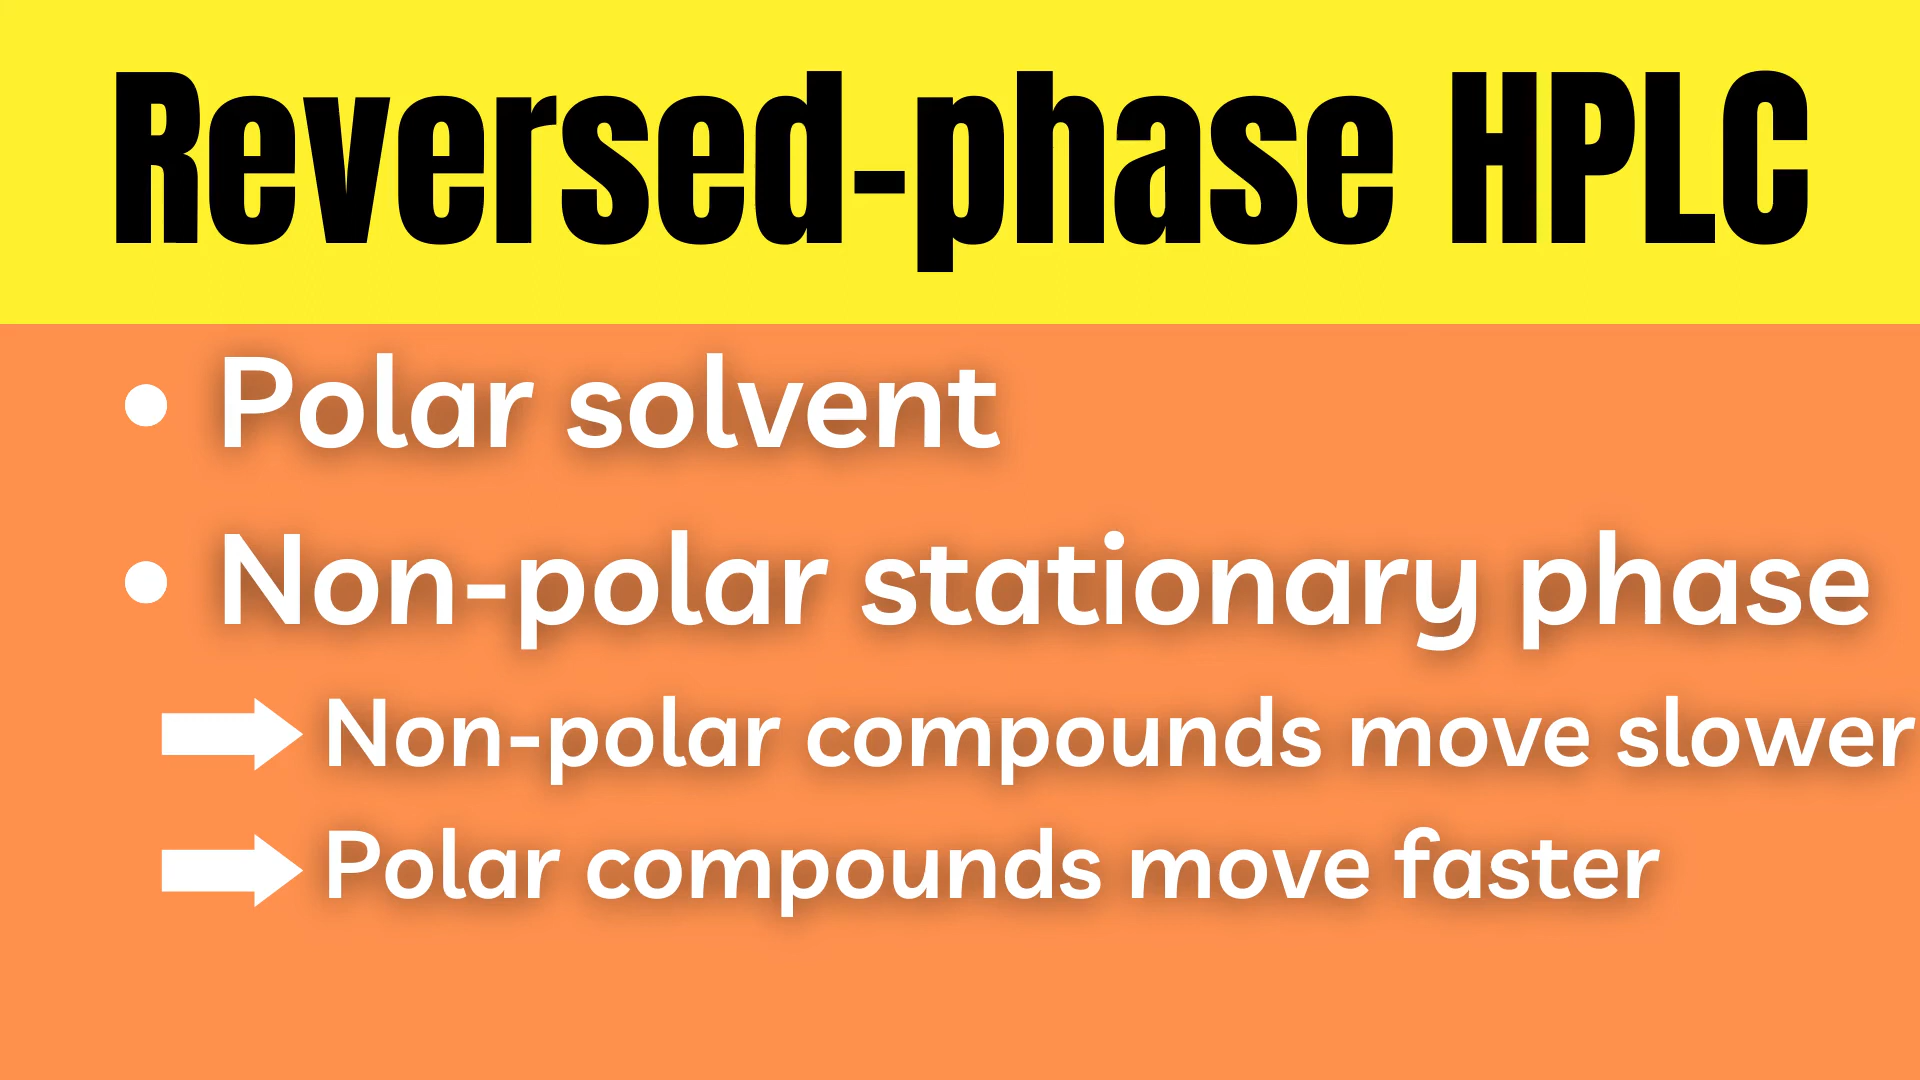 Reversed-phase HPLC
• Polar solvent
• Non-polar stationary phase
Non-polar compounds move slower
Polar compounds move faster